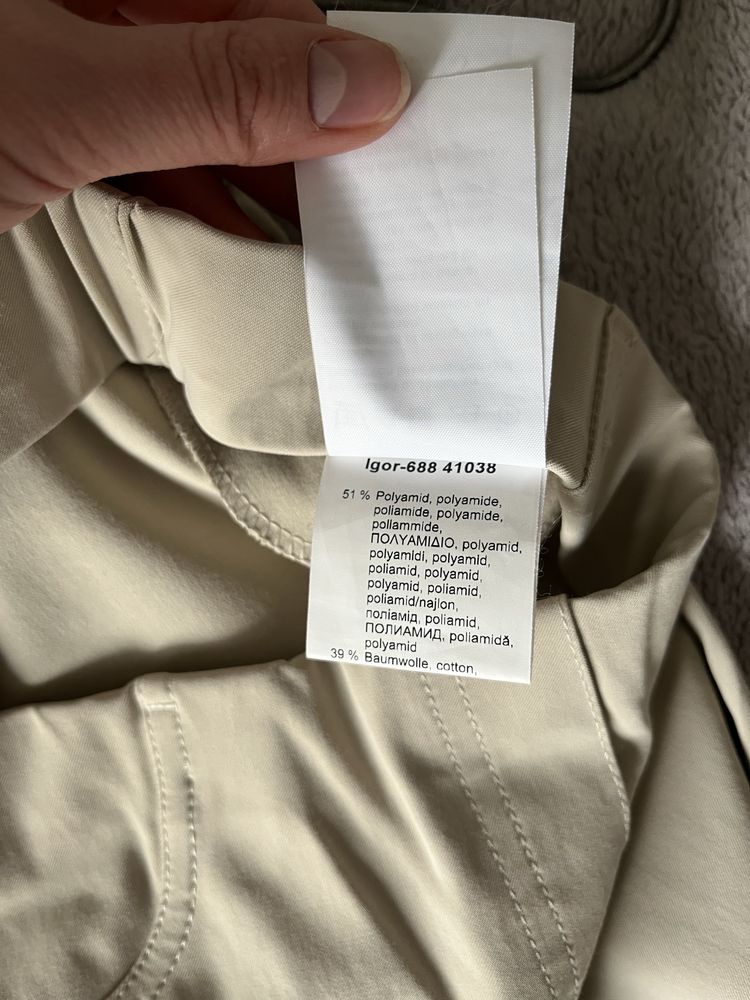 Igor-688 41038
51 % Polyamid, polyamide,
poliamide, polyamide,
poliammide,
ΠΟΛΥΑΜΙΔΙΟ, polyamid,
polyamidi, polyamid,
poliamid, polyamid,
polyamid, poliamid,
poliamid/najlon,
поліамід, poliamid,
ПОЛИАМИД, poliamidă,
polyamid
39 % Baumwolle, cotton,